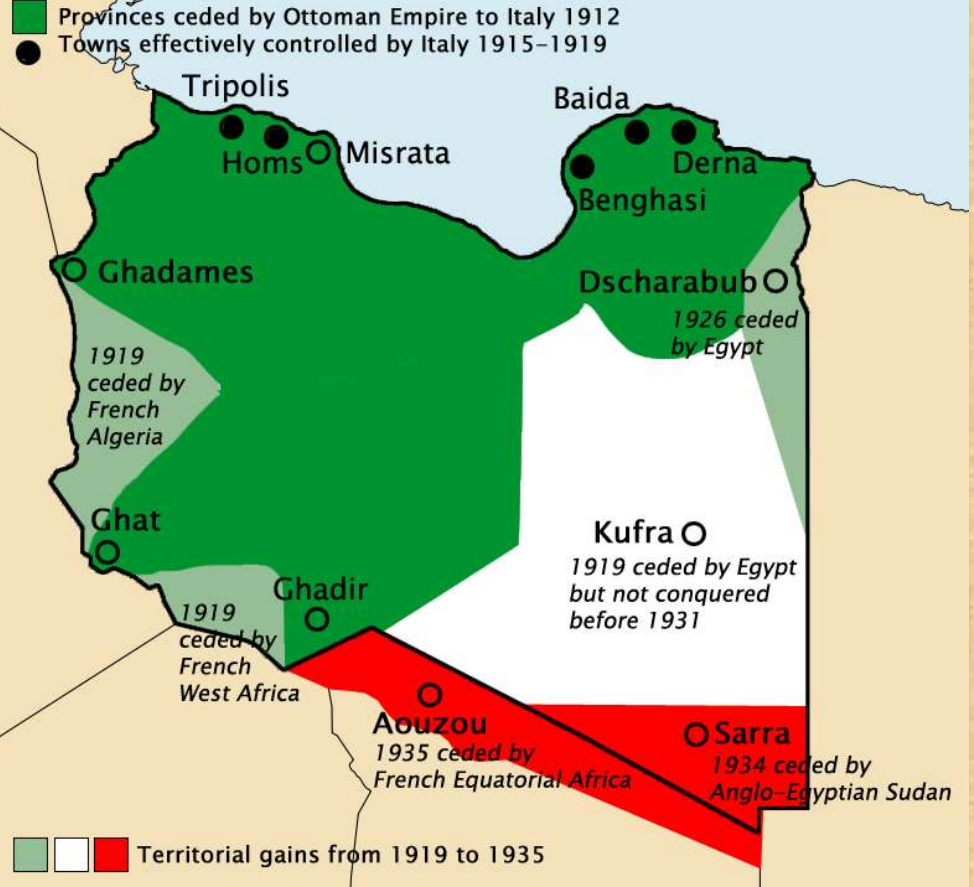 Provinces ceded by Ottoman Empire to Italy 1912
Towns effectively controlled by Italy 1915–1919
Tripolis
Baida
Homs
Misrata
Derna
Benghasi
Ghadames
Dscharabub
1926 ceded
by Egypt
1919
ceded by
French
Algeria
Ghat
Kufra
1919 ceded by Egypt
but not conquered
before 1931
Ghadir
1919
ceded by
French
West Africa
Aouzou
1935 ceded by
French Equatorial Africa
Sarra
1934 ceded by
Anglo-Egyptian Sudan
Territorial gains from 1919 to 1935